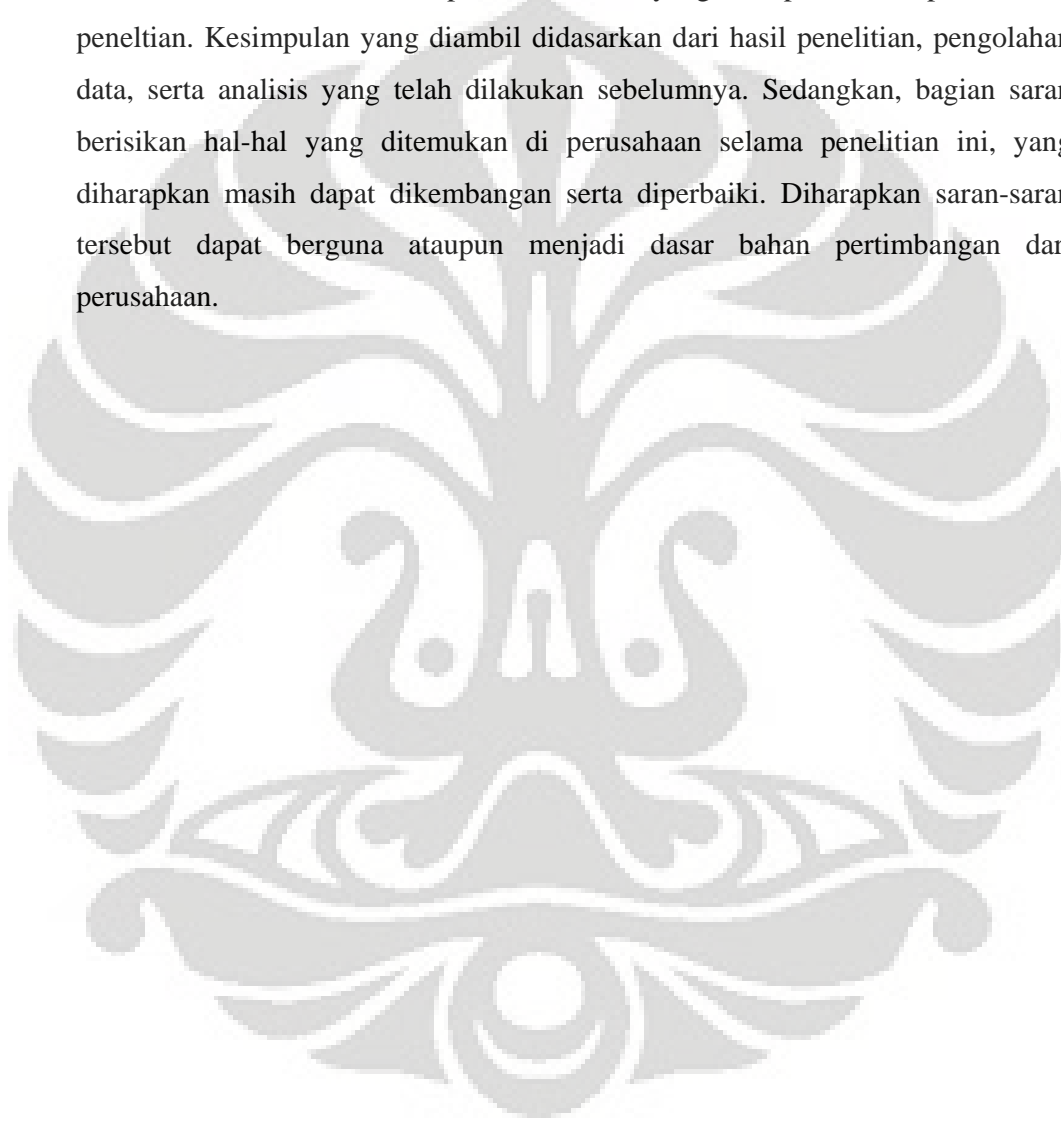 peneltian. Kesimpulan yang diambil didasarkan dari hasil penelitian, pengolahan
data, serta analisis yang telah dilakukan sebelumnya. Sedangkan, bagian saran
berisikan hal-hal yang ditemukan di perusahaan selama penelitian ini, yang
diharapkan masih dapat dikembangan serta diperbaiki. Diharapkan saran-saran
tersebut dapat berguna ataupun menjadi dasar bahan pertimbangan dari
perusahaan.